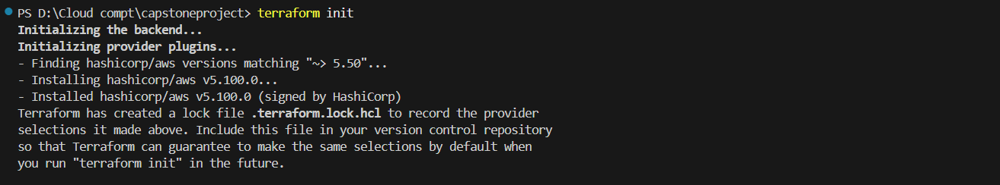 PS D:\Cloud compt\capstoneproject> terraform init
Initializing the backend...
Initializing provider plugins...
- Finding hashicorp/aws versions matching "~> 5.50"...
- Installing hashicorp/aws v5.100.0...
- Installed hashicorp/aws v5.100.0 (signed by HashiCorp)
Terraform has created a lock file .terraform.lock.hcl to record the provider
selections it made above. Include this file in your version control repository
so that Terraform can guarantee to make the same selections by default when
you run "terraform init" in the future.